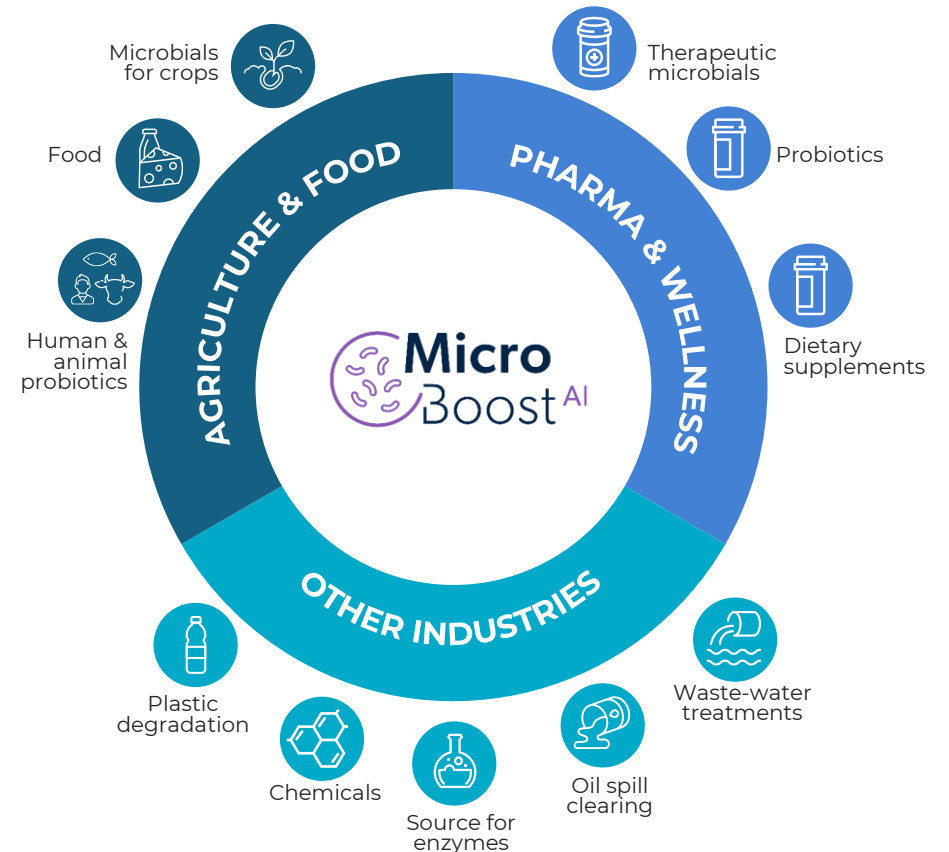 Microbials
for crops
Food
Human &
animal
probiotics
AGRICULTURE & FOOD
Therapeutic
microbials
Probiotics
Dietary
supplements
PHARMA & WELLNESS
Micro
Boost AI
OTHER INDUSTRIES
Plastic
degradation
Chemicals
Source for
enzymes
Oil spill
clearing
Waste-water
treatments